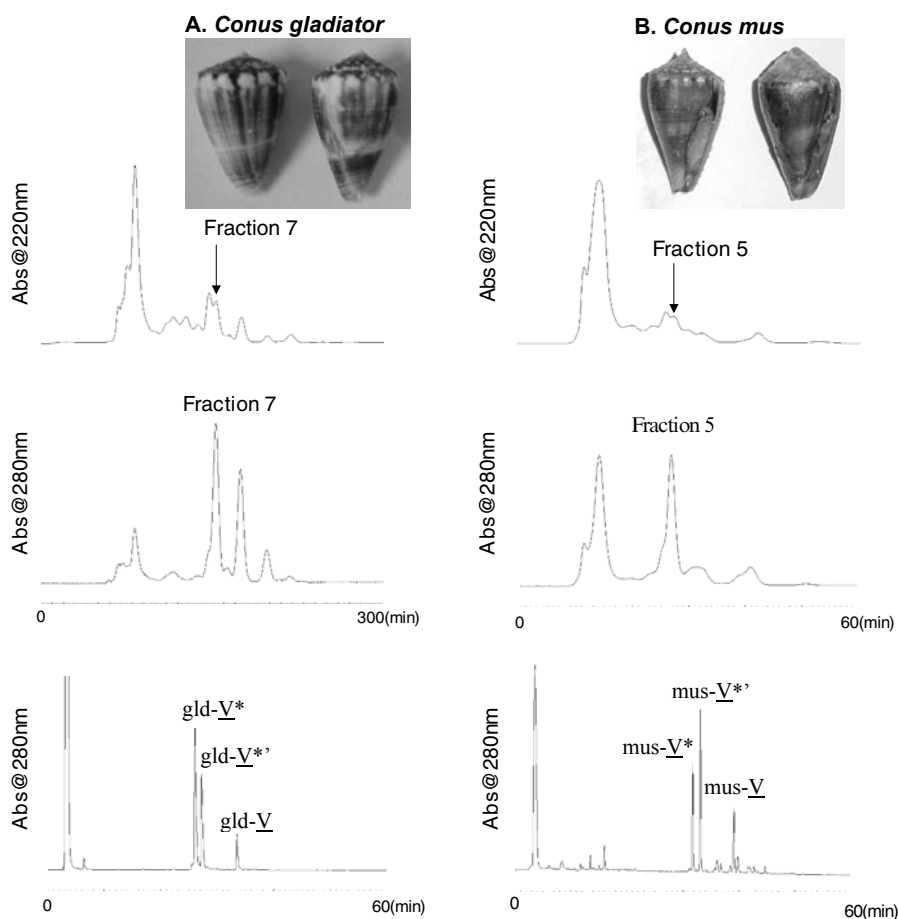 A. Conus gladiator
B. Conus mus
Abs@220nm
Fraction 7
Abs@220nm
Fraction 5
Abs@280nm
Fraction 7
0
300(min)
Abs@280nm
Fraction 5
0
60(min)
Abs@280nm
gld-V*
gld-V*’
gld-V
0
60(min)
Abs@280nm
mus-V*’
mus-V*
mus-V
0
60(min)